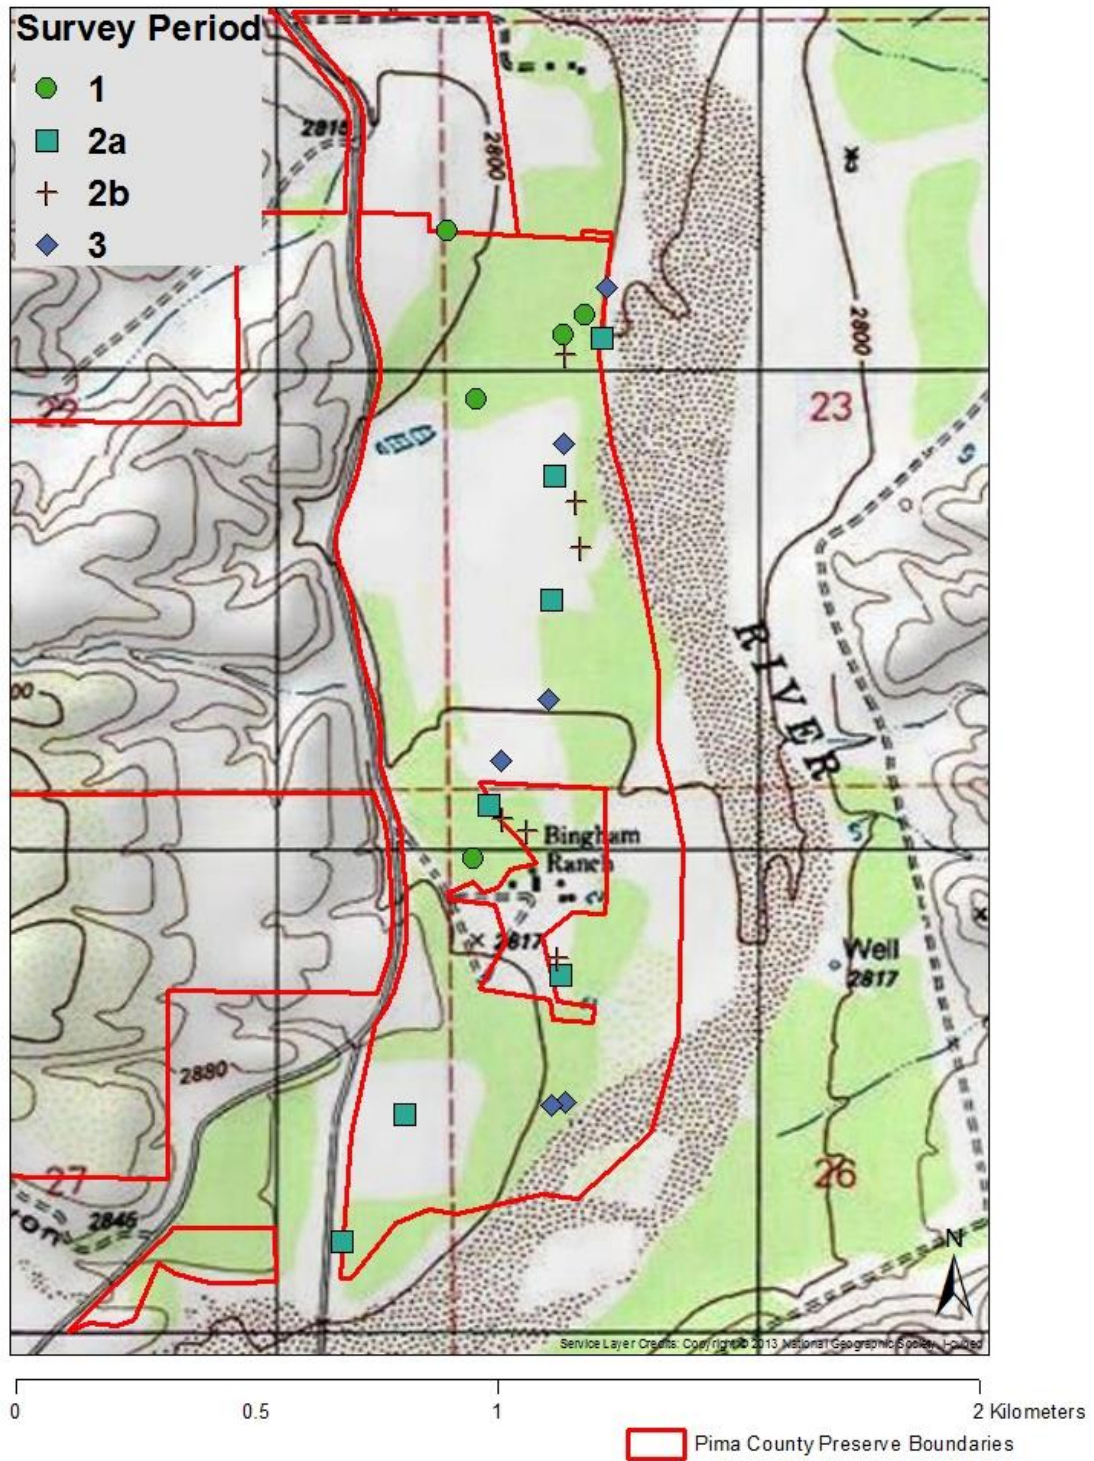 Survey Period
1
2a
2b
3
2815
2800
2800
22
23
RIVER
Bingham
Ranch
2817
Well
2817
2880
27
26
2846
N
Service Layer Credits: Copyright:© 2013 National Geographic Society, i-cubed
0 0.5 1 2 Kilometers
Pima County Preserve Boundaries